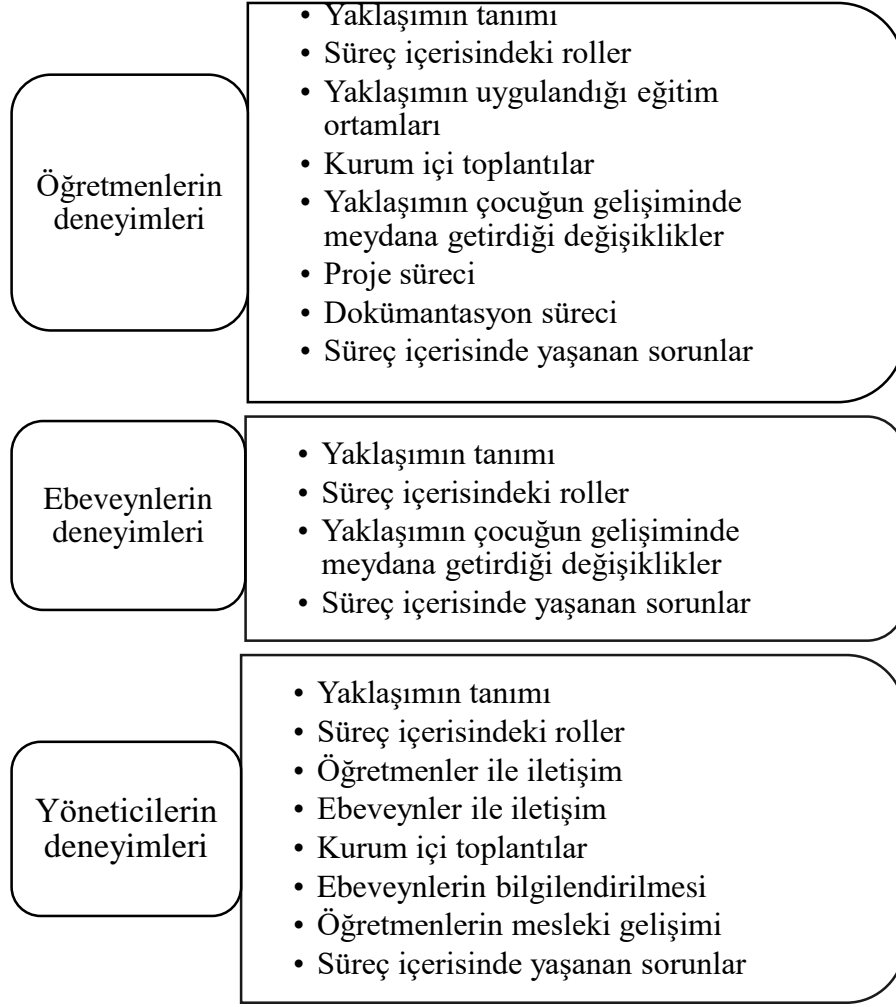 Öğretmenlerin
deneyimleri
• Yaklaşımın tanımı
• Süreç içerisindeki roller
• Yaklaşımın uygulandığı eğitim
ortamları
• Kurum içi toplantılar
• Yaklaşımın çocuğun gelişiminde
meydana getirdiği değişiklikler
• Proje süreci
• Dokümantasyon süreci
• Süreç içerisinde yaşanan sorunlar
Ebeveynlerin
deneyimleri
• Yaklaşımın tanımı
• Süreç içerisindeki roller
• Yaklaşımın çocuğun gelişiminde
meydana getirdiği değişiklikler
• Süreç içerisinde yaşanan sorunlar
Yöneticilerin
deneyimleri
• Yaklaşımın tanımı
• Süreç içerisindeki roller
• Öğretmenler ile iletişim
• Ebeveynler ile iletişim
• Kurum içi toplantılar
• Ebeveynlerin bilgilendirilmesi
• Öğretmenlerin mesleki gelişimi
• Süreç içerisinde yaşanan sorunlar